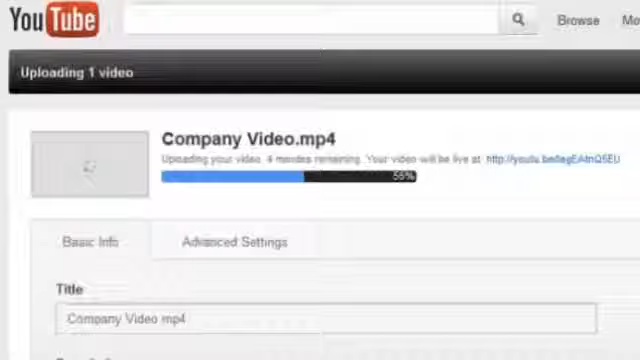 YouTube
Browse
Uploading 1 video
Company Video.mp4
Uploading your video. 4 minutes remaining. Your video will be live at:
55%
Basic Info
Advanced Settings
Title
Company Video mp4